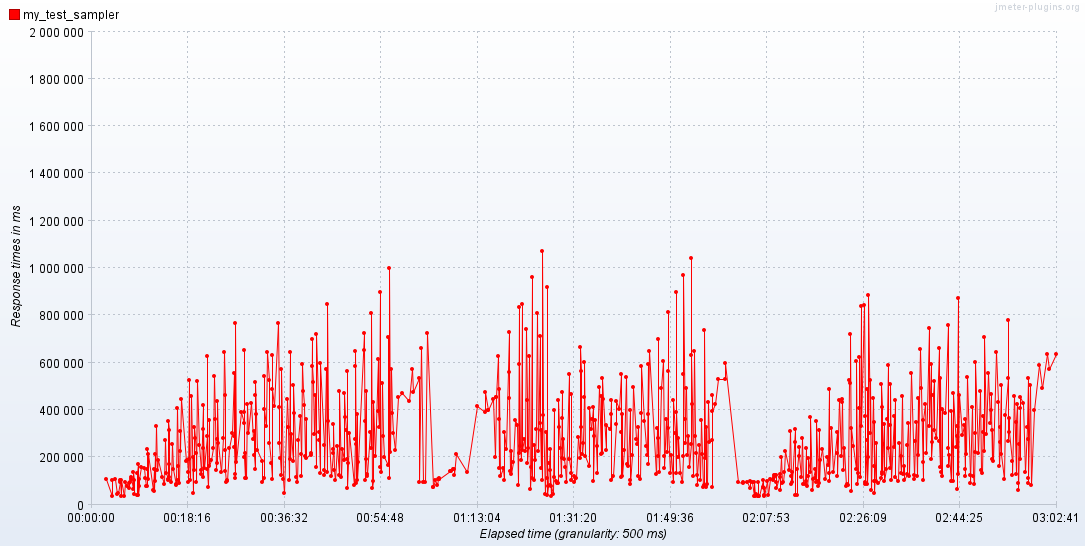 my_test_sampler
jmeter-plugins.org
2 000 000
1 800 000
1 600 000
1 400 000
1 200 000
1 000 000
800 000
600 000
400 000
200 000
0
Response times in ms
00:00:00 00:18:16 00:36:32 00:54:48 01:13:04 01:31:20 01:49:36 02:07:53 02:26:09 02:44:25 03:02:41
Elapsed time (granularity: 500 ms)